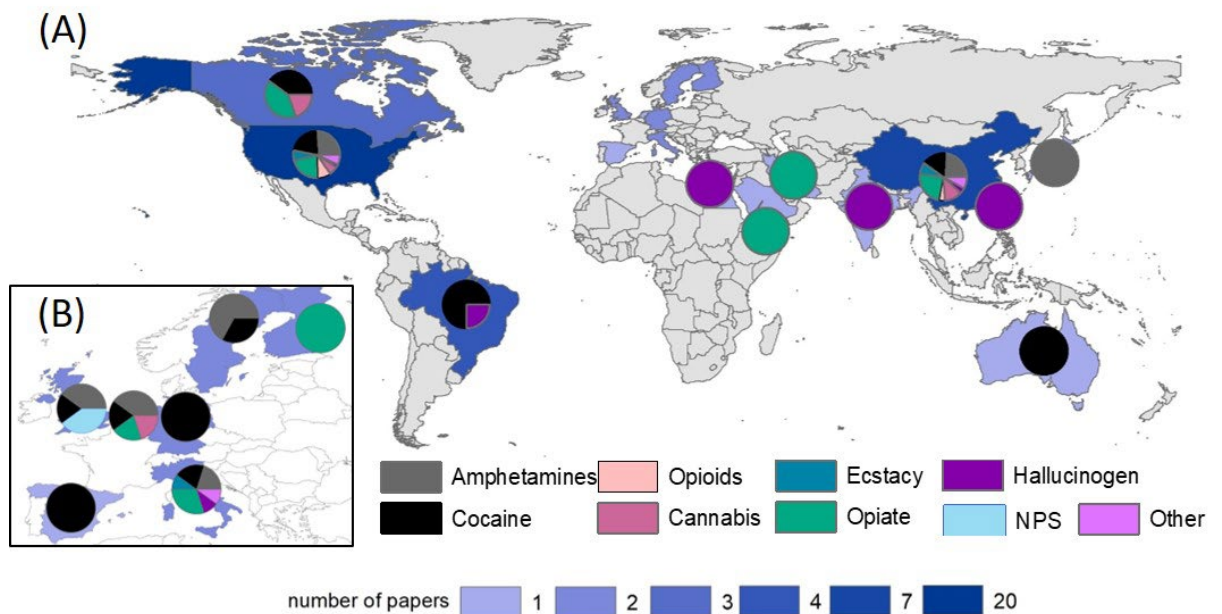 (A)
(B)
Amphetamines Opioids Ecstacy Hallucinogen
Cocaine Cannabis Opiate NPS Other
number of papers 1 2 3 4 7 20